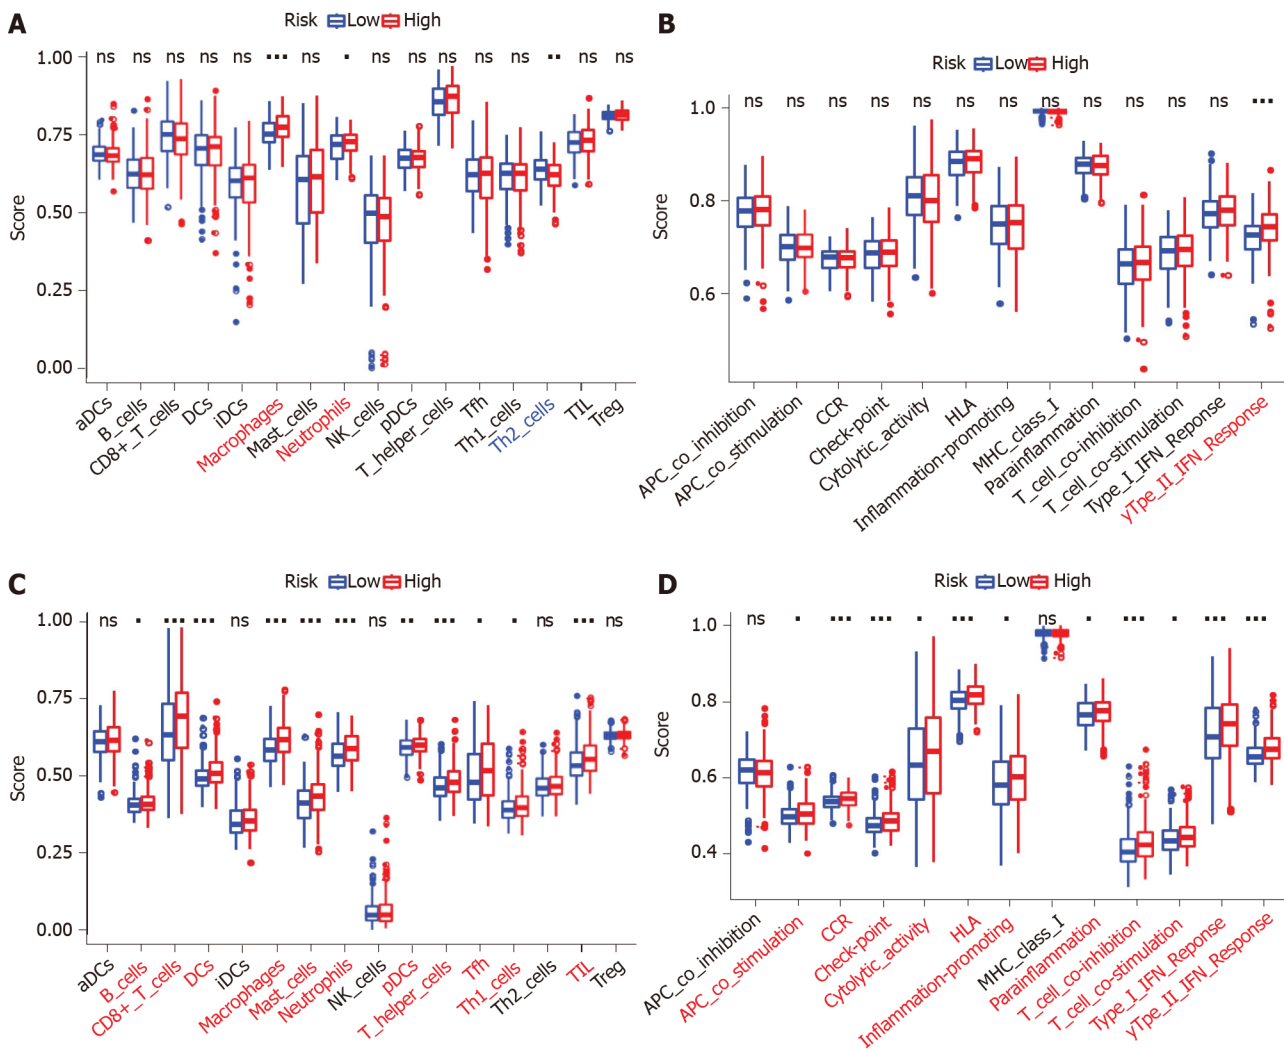 A
Risk Low High
1.00 ns ns ns ns ns ▪▪▪ ns ▪ ns ns ns ns ns ▪▪ ns ns
0.75
0.50
0.25
0.00
Score
aDCs B_cells CD8+_T_cells DCs iDCs Macrophages Mast_cells Neutrophils NK_cells pDCs T_helper_cells Tfh Th1_cells Th2_cells TIL Treg
B
Risk Low High
1.0 ns ns ns ns ns ns ns ns ns ns ns ns ▪▪▪
0.8
0.6
Score
APC_co_inhibition APC_co_stimulation CCR Check-point Cytolytic_activity HLA Inflammation-promoting MHC_class_I Parainflammation T_cell_co-inhibition T_cell_co-stimulation Type_I_IFN_Reponse yTpe_II_IFN_Response
C
Risk Low High
1.00 ns ▪ ▪▪▪ ▪▪▪ ns ▪▪▪ ▪▪▪ ▪▪▪ ns ▪▪ ▪▪▪ ▪ ▪ ns ▪▪▪ ns
0.75
0.50
0.25
0.00
Score
aDCs B_cells CD8+_T_cells DCs iDCs Macrophages Mast_cells Neutrophils NK_cells pDCs T_helper_cells Tfh Th1_cells Th2_cells TIL Treg
D
Risk Low High
1.0 ns ▪ ▪▪▪ ▪▪▪ ▪ ▪▪▪ ▪ ns ▪ ▪▪▪ ▪ ▪▪▪ ▪▪▪
0.8
0.6
0.4
Score
APC_co_inhibition APC_co_stimulation CCR Check-point Cytolytic_activity HLA Inflammation-promoting MHC_class_I Parainflammation T_cell_co-inhibition T_cell_co-stimulation Type_I_IFN_Reponse yTpe_II_IFN_Response